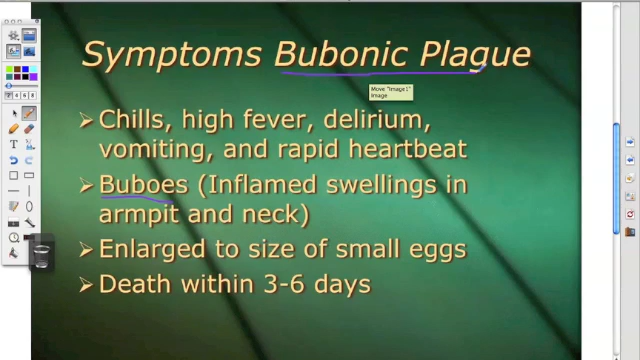 Symptoms Bubonic Plague
Move "Image 1"
Image
Chills, high fever, delirium,
vomiting, and rapid heartbeat
Buboes (Inflamed swellings in
armpit and neck)
Enlarged to size of small eggs
Death within 3-6 days